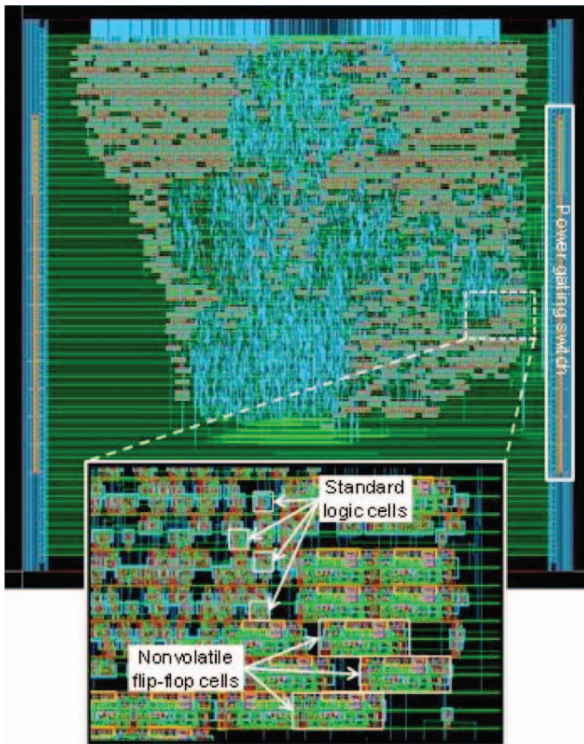 Power gating switch
Standard
logic cells
Nonvolatile
flip-flop cells